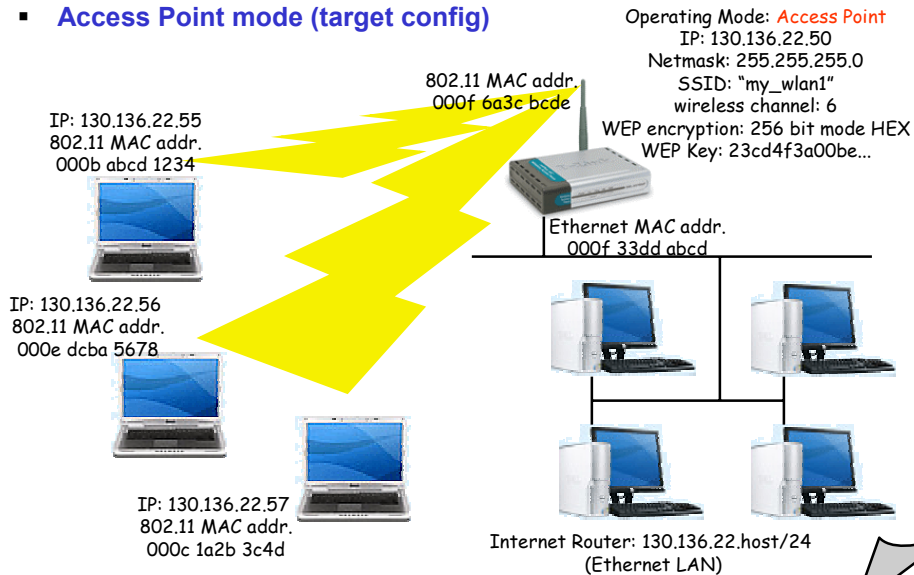 ▪ Access Point mode (target config)
Operating Mode: Access Point
IP: 130.136.22.50
Netmask: 255.255.255.0
SSID: “my_wlan1”
wireless channel: 6
WEP encryption: 256 bit mode HEX
WEP Key: 23cd4f3a00be...
802.11 MAC addr.
000f 6a3c bcde
IP: 130.136.22.55
802.11 MAC addr.
000b abcd 1234
Ethernet MAC addr.
000f 33dd abcd
IP: 130.136.22.56
802.11 MAC addr.
000e dcba 5678
IP: 130.136.22.57
802.11 MAC addr.
000c 1a2b 3c4d
Internet Router: 130.136.22.host/24
(Ethernet LAN)